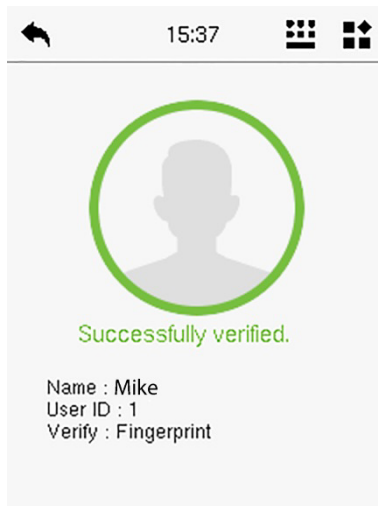 15:37
Successfully verified.
Name : Mike
User ID : 1
Verify : Fingerprint